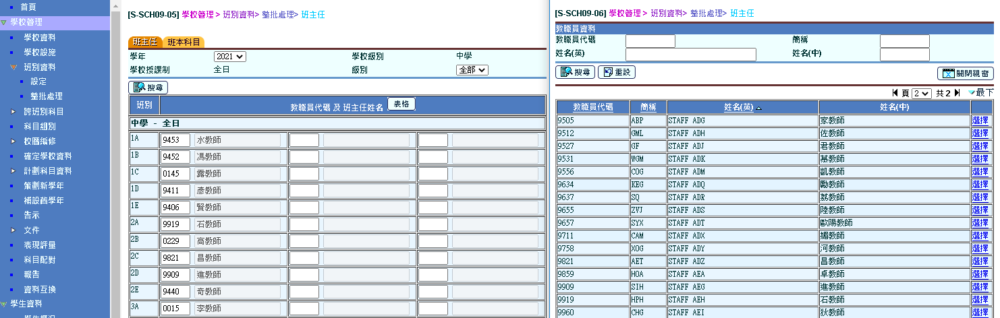 首頁
學校管理
學校資料
學校設施
班別資料
設定
整批處理
跨班別科目
科目組別
校曆編修
確定學校資料
計劃科目資料
策劃新學年
補設舊學年
告示
文件
表現評量
科目配對
報告
資料互換
學生資料
[S-SCH09-05] 學校管理 > 班別資料> 整批處理> 班主任
班主任 班本科目
學年 2021 學校級別 中學
學校授課制 全日 級別 全部
搜尋
班別 教職員代碼 及 班主任姓名 表格
中學 - 全日
1A 9453 水教師
1B 9452 馮教師
1C 0145 露教師
1D 9411 彥教師
1E 9406 賢教師
2A 9919 石教師
2B 0229 高教師
2C 9821 昌教師
2D 9909 進教師
2E 9440 奇教師
3A 0015 李教師
[S-SCH09-06] 學校管理 > 班別資料> 整批處理> 班主任
教職員資料
教職員代碼 簡稱
姓名(英) 姓名(中)
搜尋 重設 關閉視窗
頁 2 共 2 最下
教職員代碼 簡稱 姓名(英) 姓名(中)
9505 ABP STAFF ADG 家教師 選擇
9512 GML STAFF ADH 佐教師 選擇
9527 GF STAFF ADJ 君教師 選擇
9531 WGM STAFF ADK 慕教師 選擇
9556 COG STAFF ADM 凱教師 選擇
9634 KEG STAFF ADQ 勵教師 選擇
9637 SQ STAFF ADR 荔教師 選擇
9655 ZVJ STAFF ADS 陸教師 選擇
9657 SYX STAFF ADT 歐陽教師 選擇
9711 CAM STAFF ADX 媚教師 選擇
9758 XOG STAFF ADY 河教師 選擇
9821 AET STAFF ADZ 昌教師 選擇
9859 HOA STAFF AEA 卓教師 選擇
9909 SIH STAFF AEG 進教師 選擇
9919 HPH STAFF AEH 石教師 選擇
9960 CHG STAFF AEI 狄教師 選擇